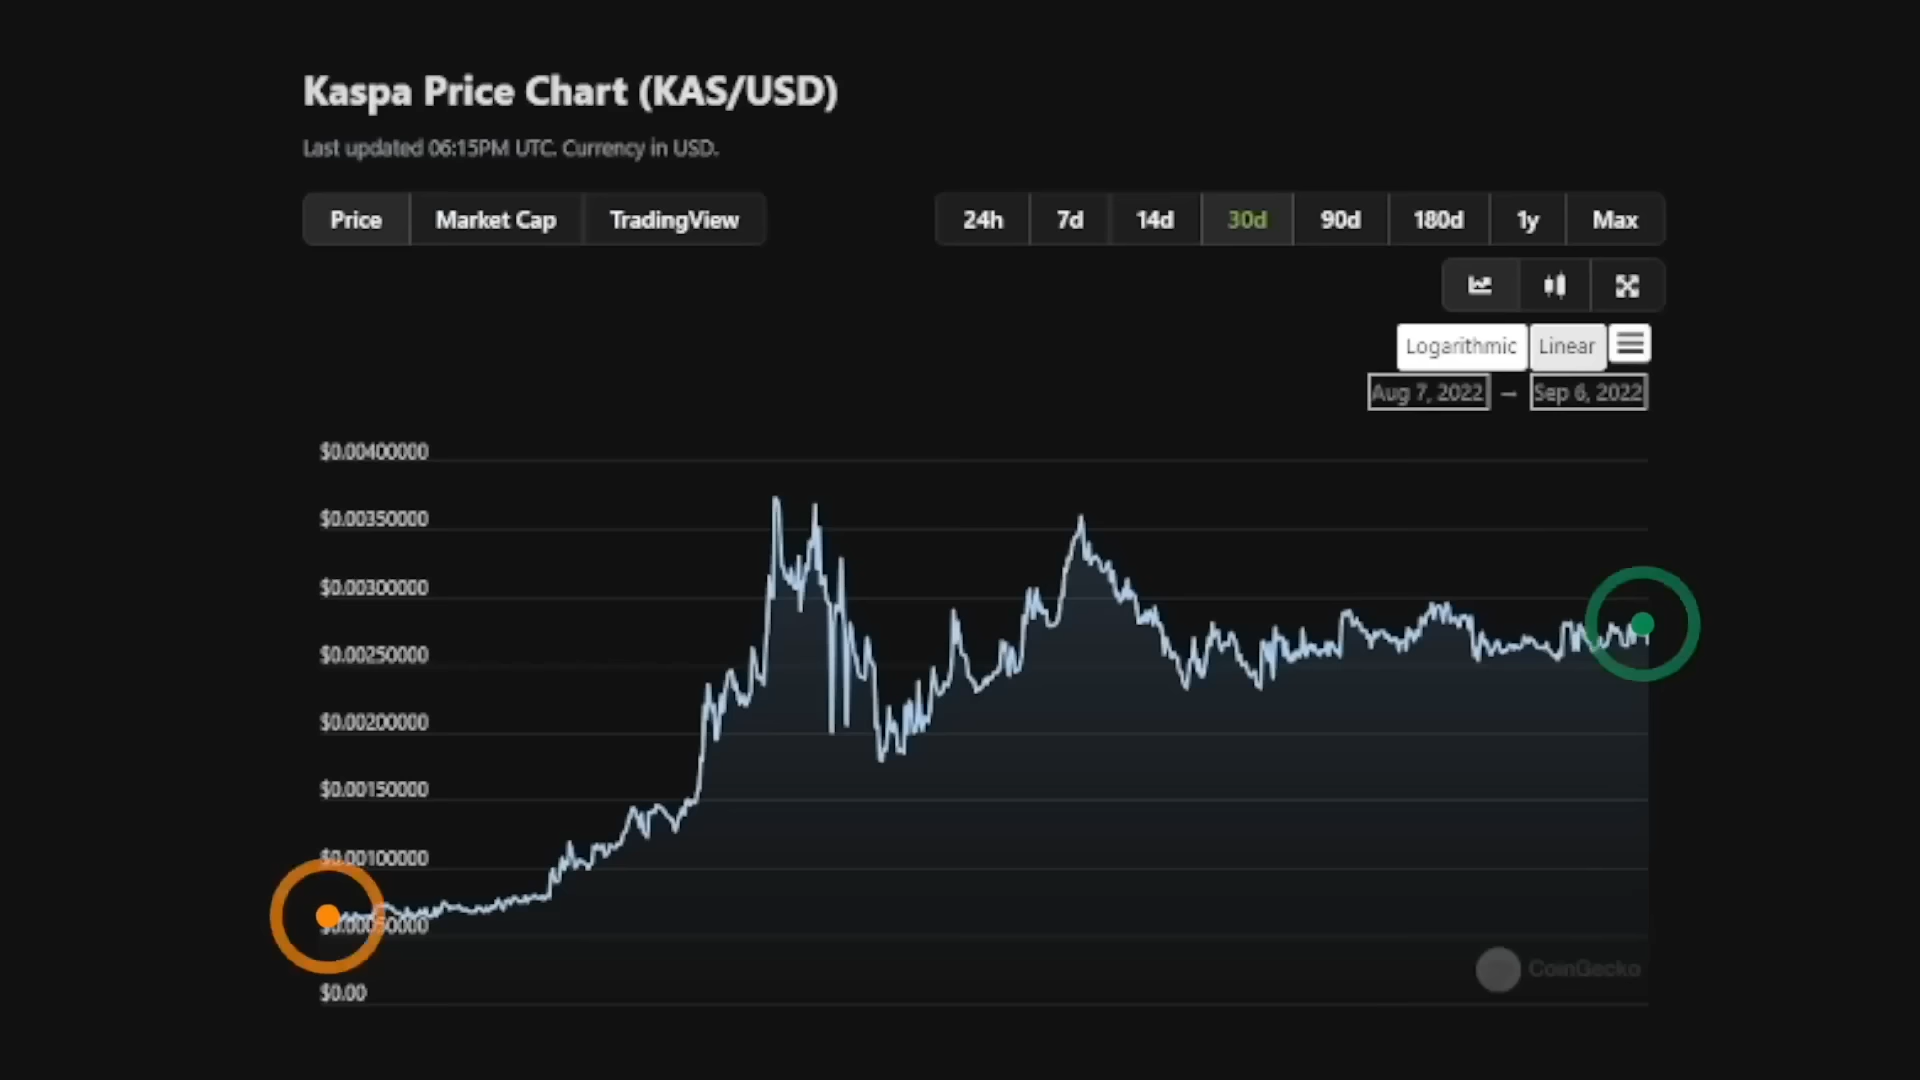 Kaspa Price Chart (KAS/USD)
Last updated 06:15PM UTC. Currency in USD.
Price Market Cap TradingView 24h 7d 14d 30d 90d 180d 1y Max
Logarithmic Linear
Aug 7, 2022 → Sep 6, 2022
$0.00400000
$0.00350000
$0.00300000
$0.00250000
$0.00200000
$0.00150000
$0.00100000
$0.00050000
CoinGecko
$0.00